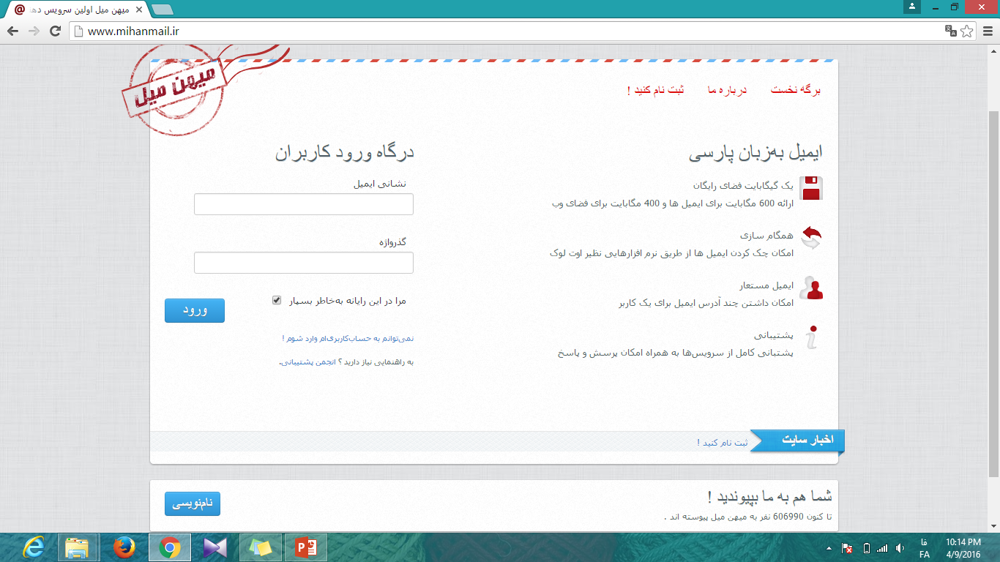 میهن میل اولین سرویس دها
www.mihanmail.ir
میهن میل
برگه نخست
درباره ما
ثبت نام کنید !
ایمیل به‌زبان پارسی
یک گیگابایت فضای رایگان
ارائه 600 مگابایت برای ایمیل ها و 400 مگابایت برای فضای وب
همگام سازی
امکان چک کردن ایمیل ها از طریق نرم افزارهایی نظیر اوت لوک
ایمیل مستعار
امکان داشتن چند آدرس ایمیل برای یک کاربر
پشتیبانی
پشتبانی کامل از سرویس‌ها به همراه امکان پرسش و پاسخ
درگاه ورود کاربران
نشانی ایمیل
گذرواژه
مرا در این رایانه به‌خاطر بسپار
ورود
نمی‌توانم به حساب‌کاربری‌ام وارد شوم !
به راهنمایی نیاز دارید ؟ انجمن پشتیبانی.
اخبار سایت
ثبت نام کنید !
شما هم به ما بپیوندید !
تا کنون 606990 نفر به میهن میل پیوسته اند .
نام‌نویسی
فا
FA
10:14 PM
4/9/2016